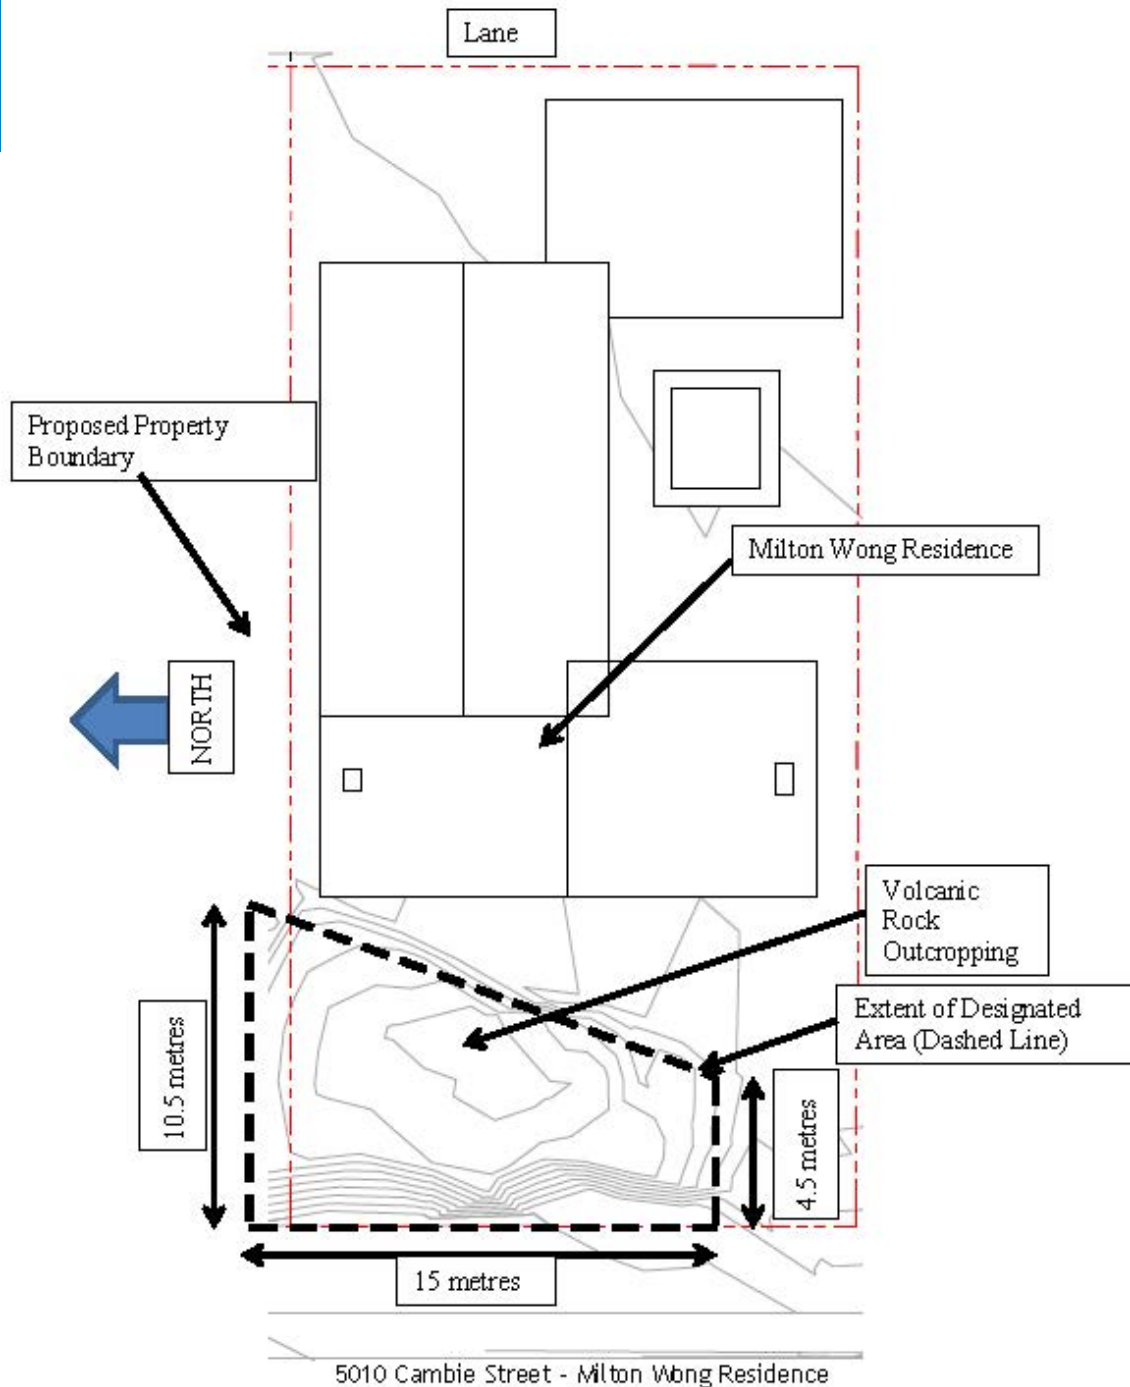 Lane
Proposed Property
Boundary
Milton Wong Residence
NORTH
Volcanic
Rock
Outcropping
Extent of Designated
Area (Dashed Line)
10.5 metres
4.5 metres
15 metres
5010 Cambie Street - Milton Wong Residence